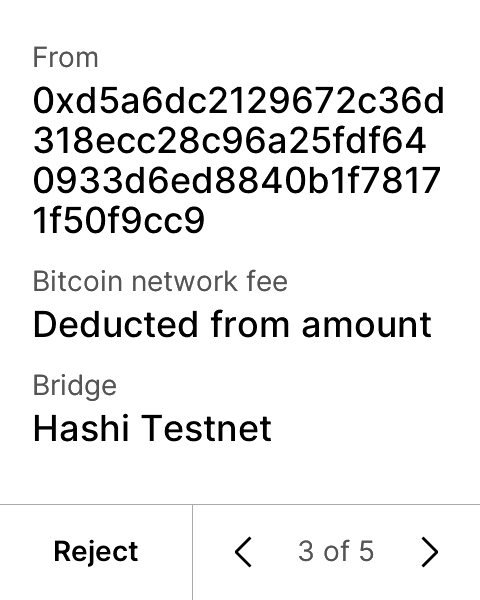 From
0xd5a6dc2129672c36d
318ecc28c96a25fdf64
0933d6ed8840b1f7817
1f50f9cc9
Bitcoin network fee
Deducted from amount
Bridge
Hashi Testnet
Reject
3 of 5